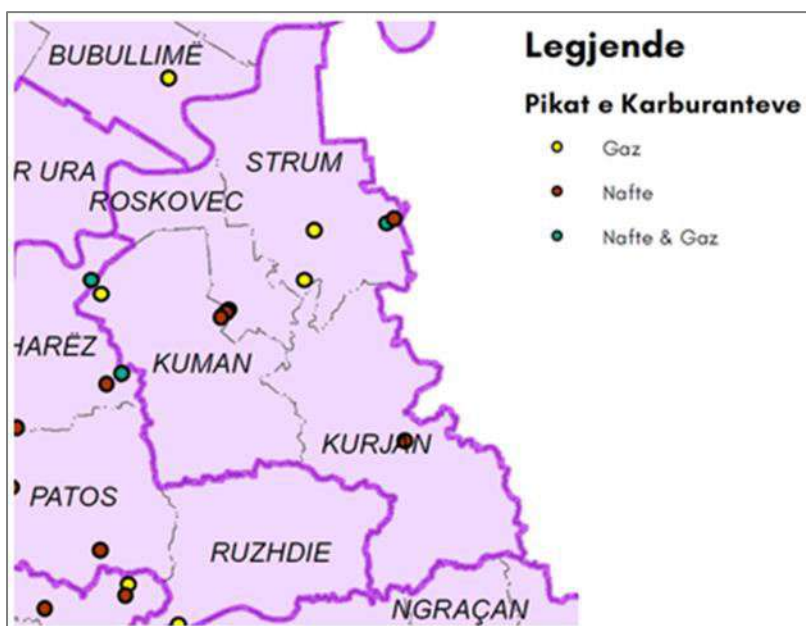 Legjende
Pikat e Karburanteve
Gaz
Nafte
Nafte & Gaz
BUBULLIMË
STRUM
R URA
ROSKOVEC
HARËZ
KUMAN
KURJAN
PATOS
RUZHDIE
NGRAÇAN